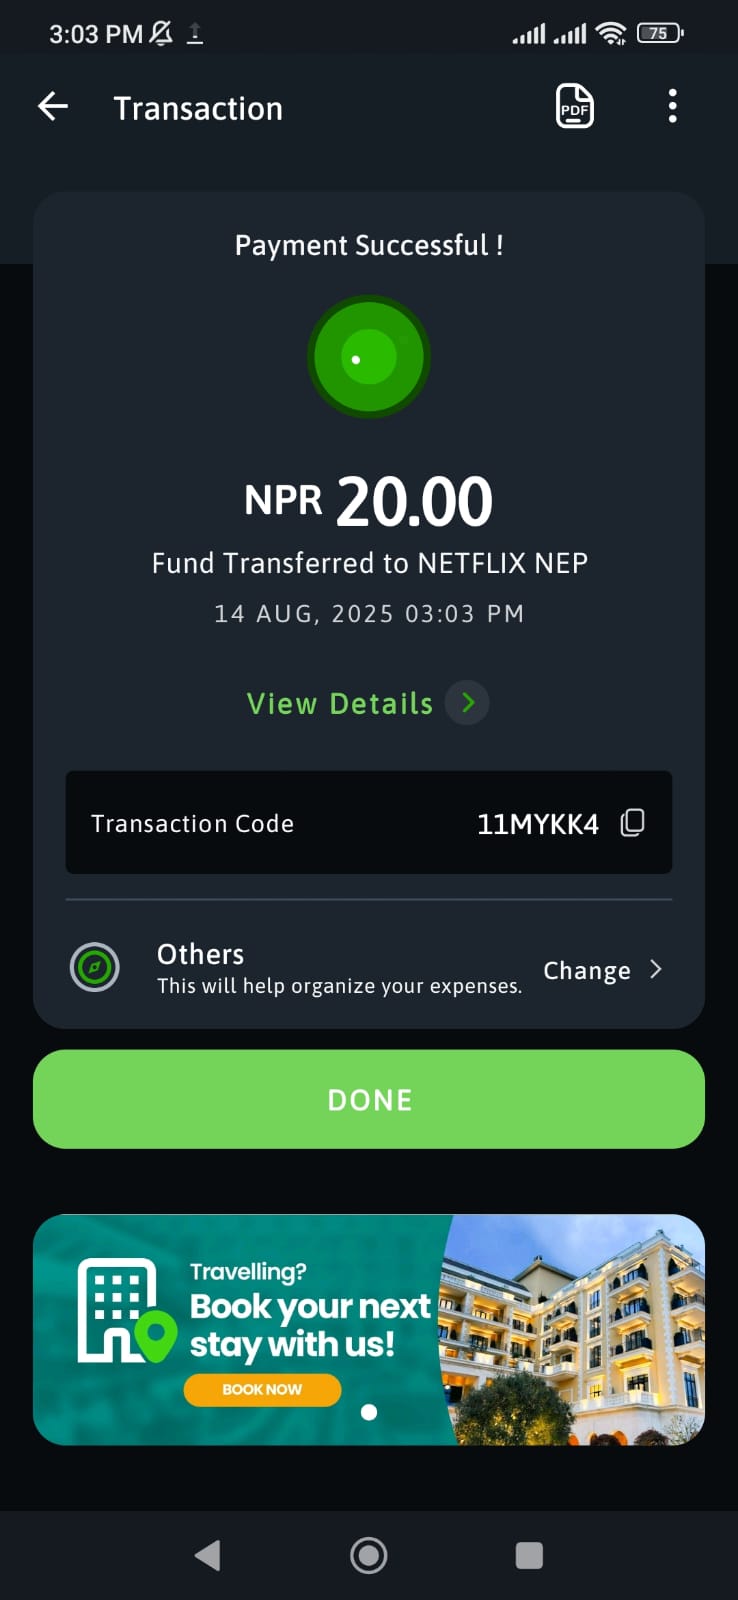 3:03 PM
75
Transaction
PDF
Payment Successful !
NPR 20.00
Fund Transferred to NETFLIX NEP
14 AUG, 2025 03:03 PM
View Details
Transaction Code 11MYKK4
Others
This will help organize your expenses.
Change
DONE
Travelling?
Book your next
stay with us!
BOOK NOW